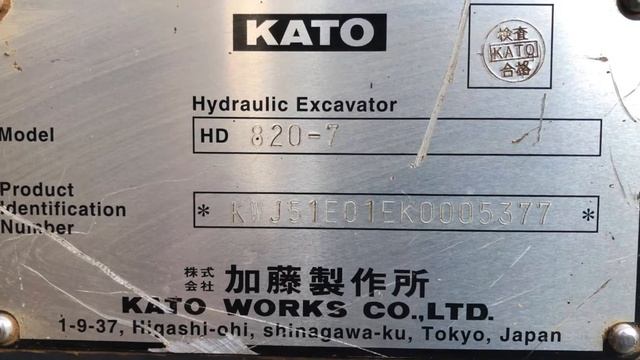 KATO
検査
KATO
合格
Hydraulic Excavator
Model HD 820-7
Product
Identification
Number
* KWJ51E01EK0005377 *
株式
会社
加藤製作所
KATO WORKS CO.,LTD.
1-9-37, Higashi-ohi, shinagawa-ku, Tokyo, Japan